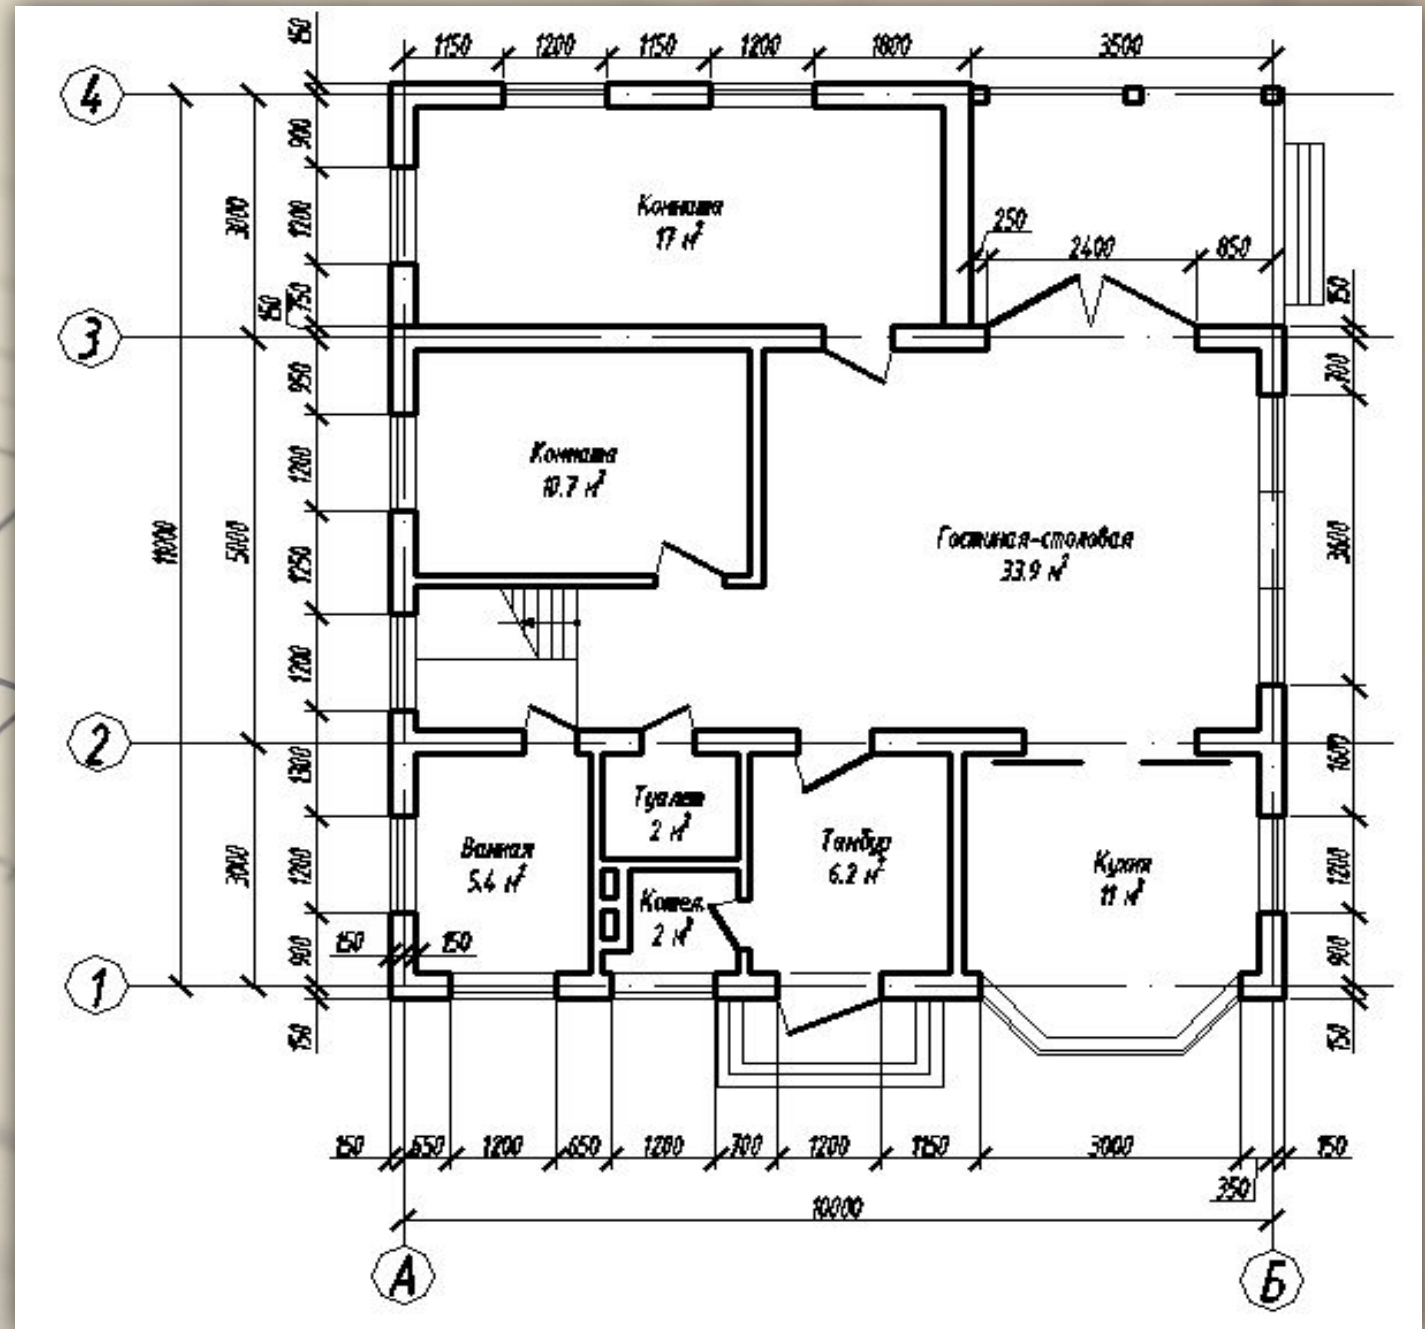 150
1150 1200 1150 1200 1800 3500
4
900
3000
1200
Комната
17 м²
250
2400 850
150 750
150
3
950
700
Комната
10.7 м²
1200
11000
5000
Гостиная-столовая
33.9 м²
3600
1250
1200
2
1300
1600
Туалет
2 м²
Ванная
5.4 м²
Тамбур
6.2 м²
Кухня
11 м²
3000
1200
1200
Котел.
2 м²
150 150
900
900
1
150
150
150 650 1200 650 1200 700 1200 1150 3000 150
350
10000
А Б